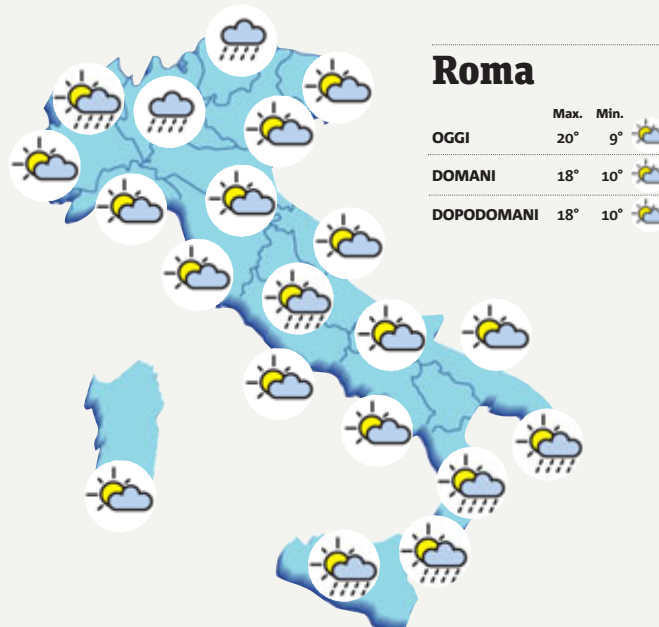 Roma
Max. Min.
OGGI 20° 9°
DOMANI 18° 10°
DOPODOMANI 18° 10°